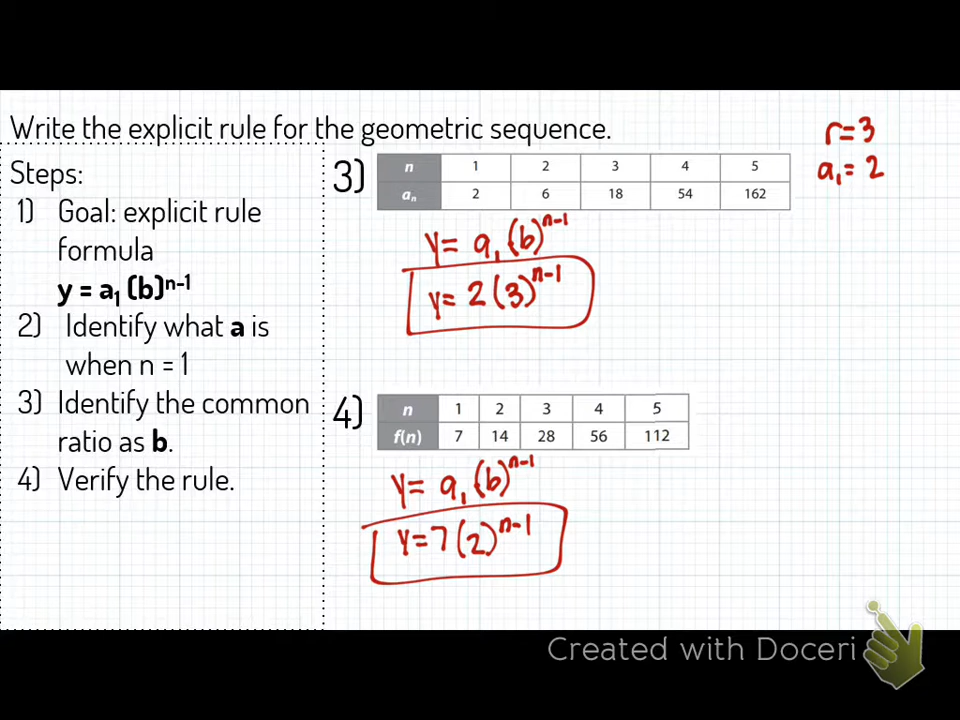 Write the explicit rule for the geometric sequence.
r=3
a₁= 2
Steps:
1) Goal: explicit rule
formula
y = a₁ (b)ⁿ⁻¹
2) Identify what a is
when n = 1
3) Identify the common
ratio as b.
4) Verify the rule.
3)
n 1 2 3 4 5
aₙ 2 6 18 54 162
y= a₁ (b)ⁿ⁻¹
y= 2 (3)ⁿ⁻¹
4)
n 1 2 3 4 5
f(n) 7 14 28 56 112
y= a₁ (b)ⁿ⁻¹
y=7 (2)ⁿ⁻¹
Created with Doceri